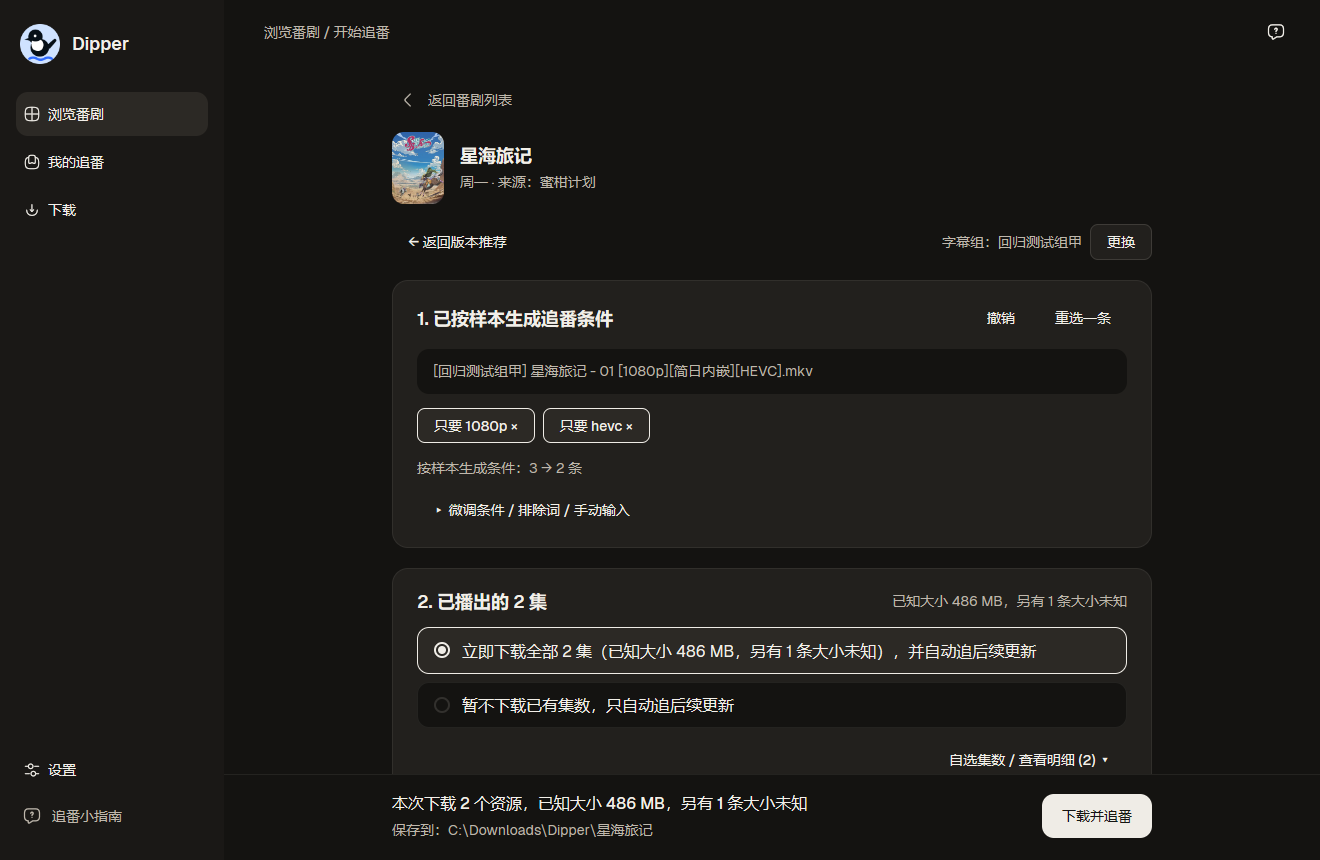 Dipper
浏览番剧 / 开始追番
浏览番剧
我的追番
下载
设置
追番小指南
返回番剧列表
星海旅记
周一 · 来源：蜜柑计划
← 返回版本推荐
字幕组：回归测试组甲
更换
1. 已按样本生成追番条件
撤销
重选一条
[回归测试组甲] 星海旅记 - 01 [1080p][简日内嵌][HEVC].mkv
只要 1080p ×
只要 hevc ×
按样本生成条件：3 → 2 条
▸ 微调条件 / 排除词 / 手动输入
2. 已播出的 2 集
已知大小 486 MB，另有 1 条大小未知
立即下载全部 2 集（已知大小 486 MB，另有 1 条大小未知），并自动追后续更新
暂不下载已有集数，只自动追后续更新
自选集数 / 查看明细 (2) ▾
本次下载 2 个资源，已知大小 486 MB，另有 1 条大小未知
保存到：C:\Downloads\Dipper\星海旅记
下载并追番